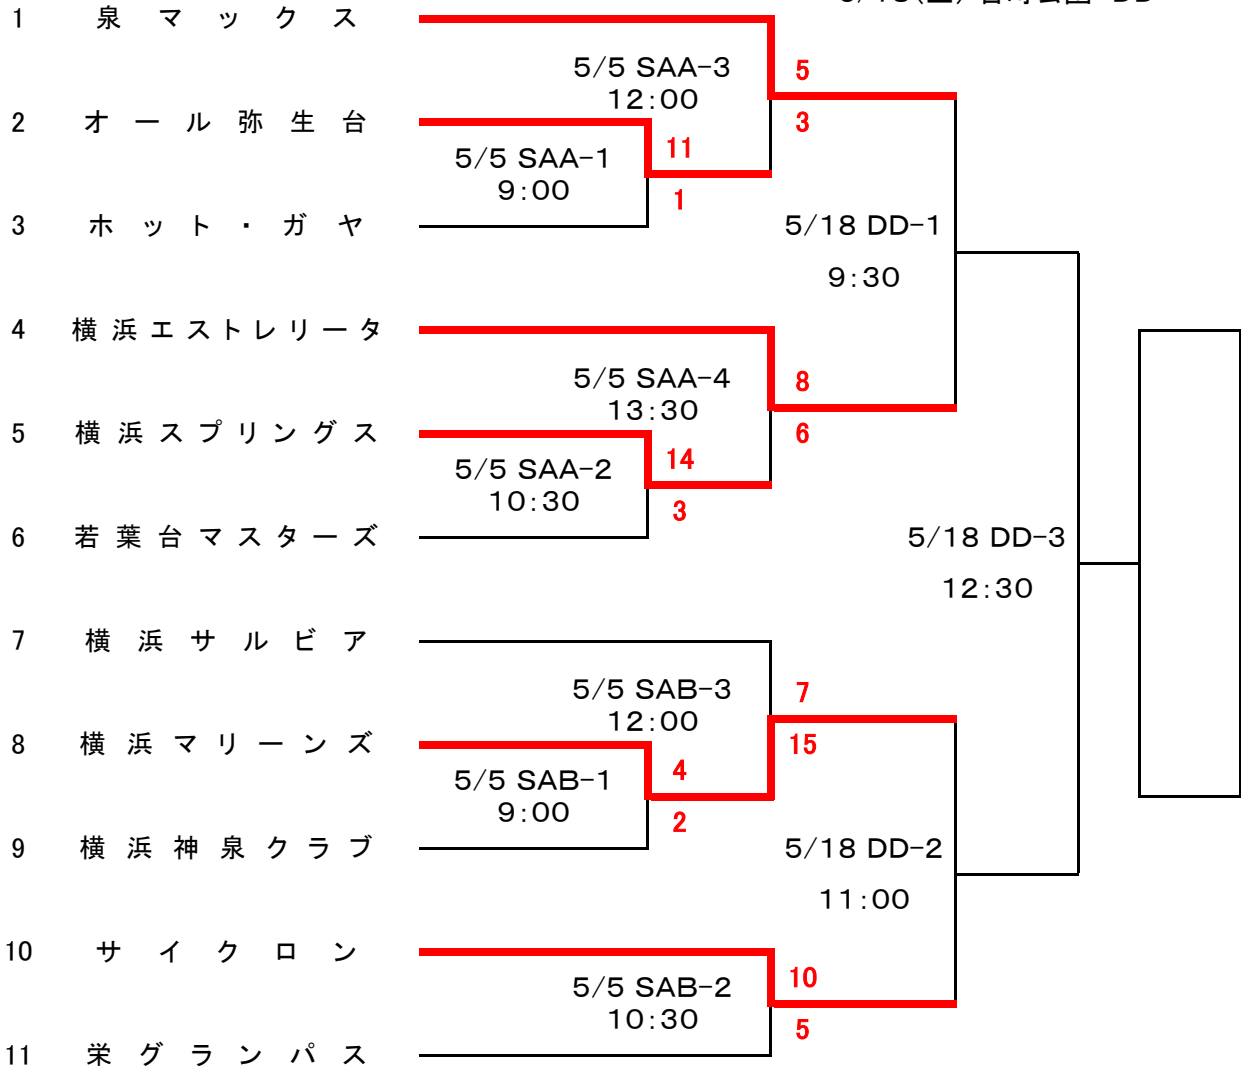 1 泉マックス
5/5 SAA-3
12:00
5
3
2 オール弥生台
5/5 SAA-1
9:00
11
1
3 ホット・ガヤ
5/18 DD-1
9:30
4 横浜エストレリータ
5/5 SAA-4
13:30
8
6
5 横浜スプリングス
5/5 SAA-2
10:30
14
3
6 若葉台マスターズ
5/18 DD-3
12:30
7 横浜サルビア
5/5 SAB-3
12:00
7
15
8 横浜マリーンズ
5/5 SAB-1
9:00
4
2
9 横浜神泉クラブ
5/18 DD-2
11:00
10 サイクロン
5/5 SAB-2
10:30
10
5
11 栄グランパス